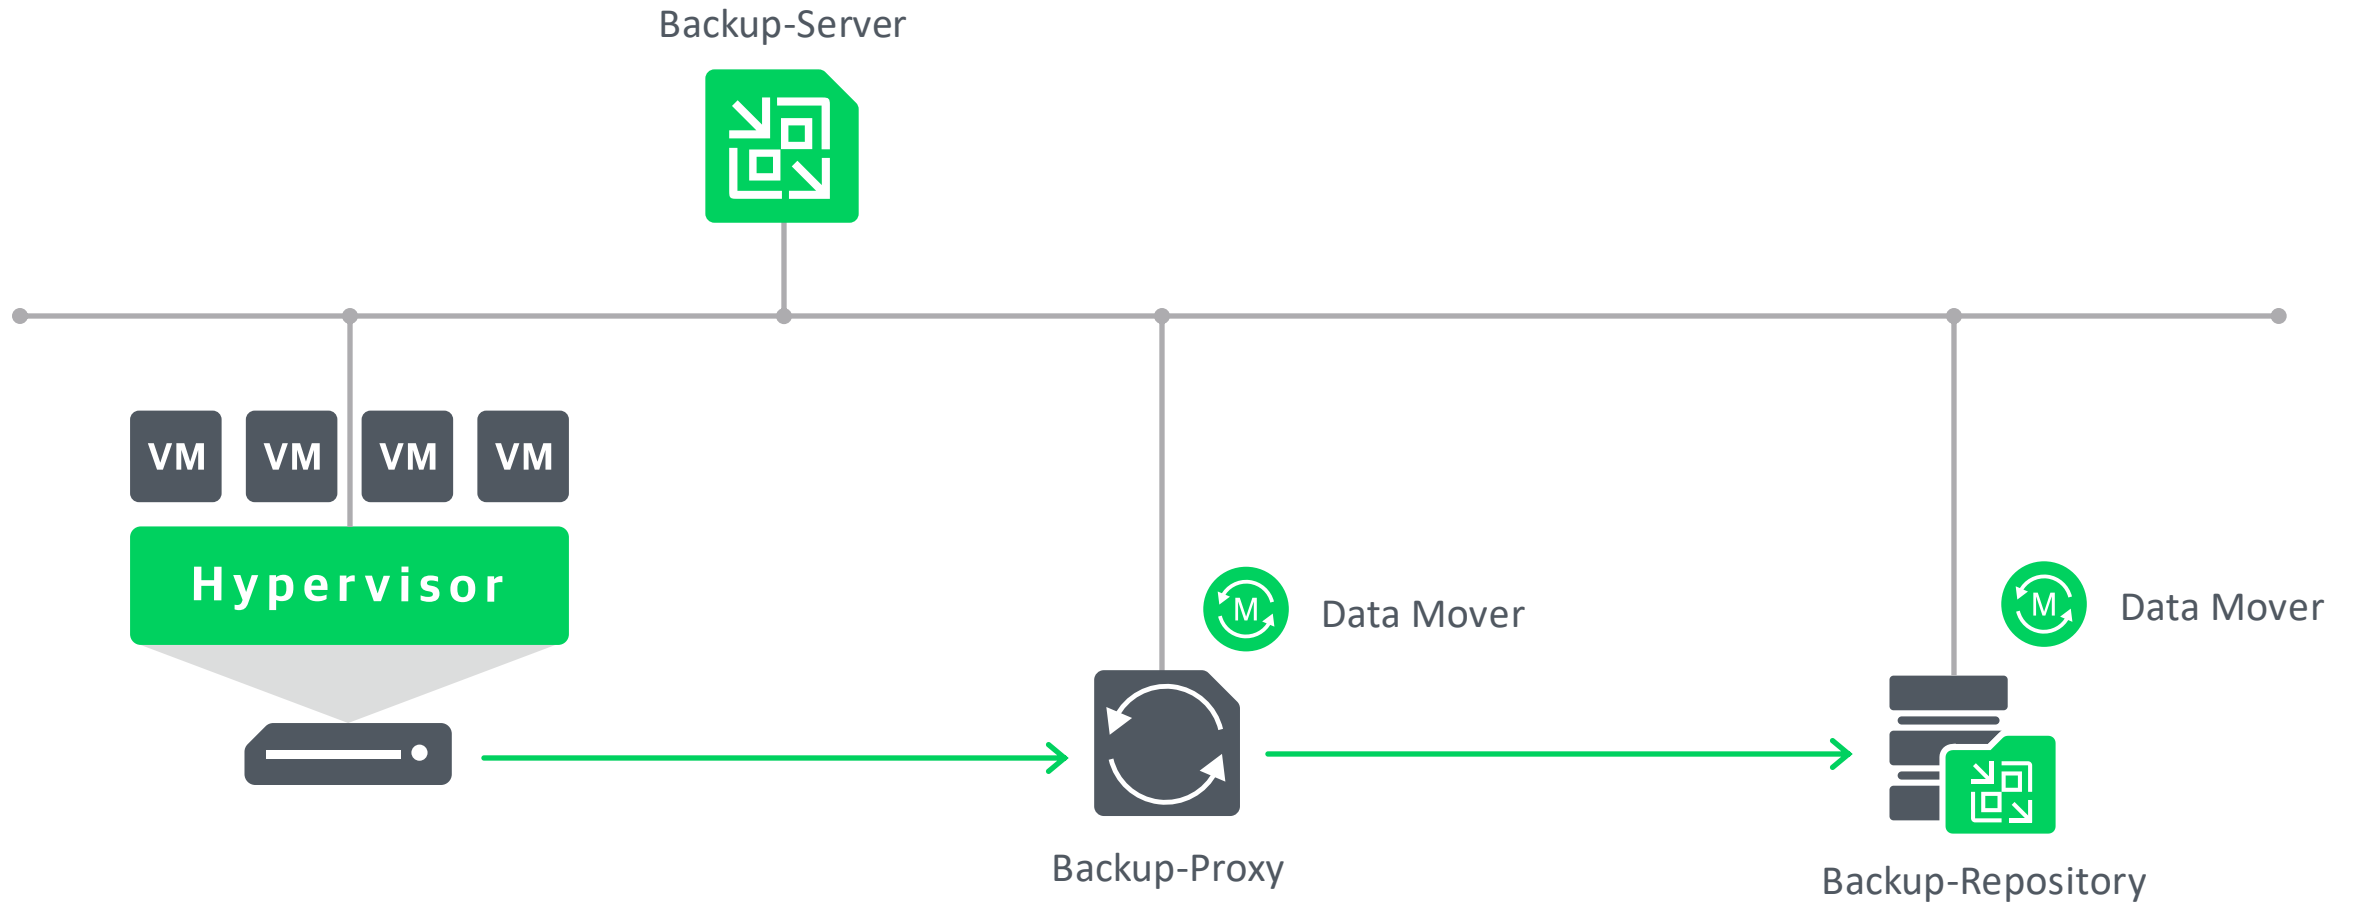 Backup-Server
VM VM VM VM
Hypervisor
M Data Mover
M Data Mover
Backup-Proxy
Backup-Repository